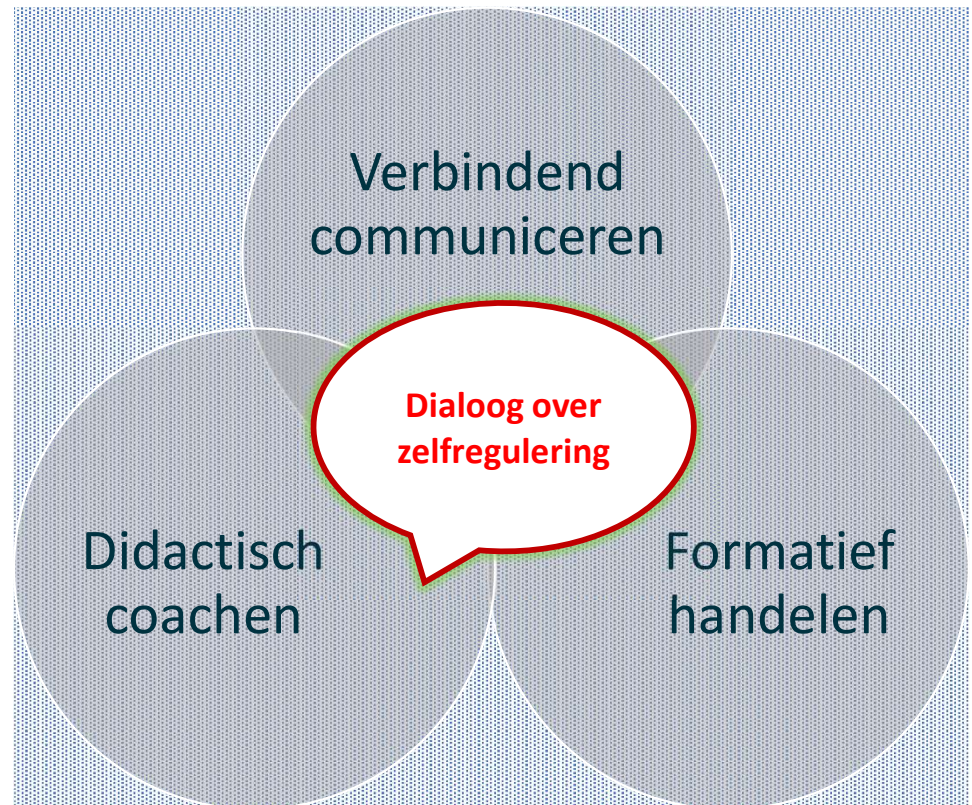 Verbindend
communiceren
Dialoog over
zelfregulering
Didactisch
coachen
Formatief
handelen